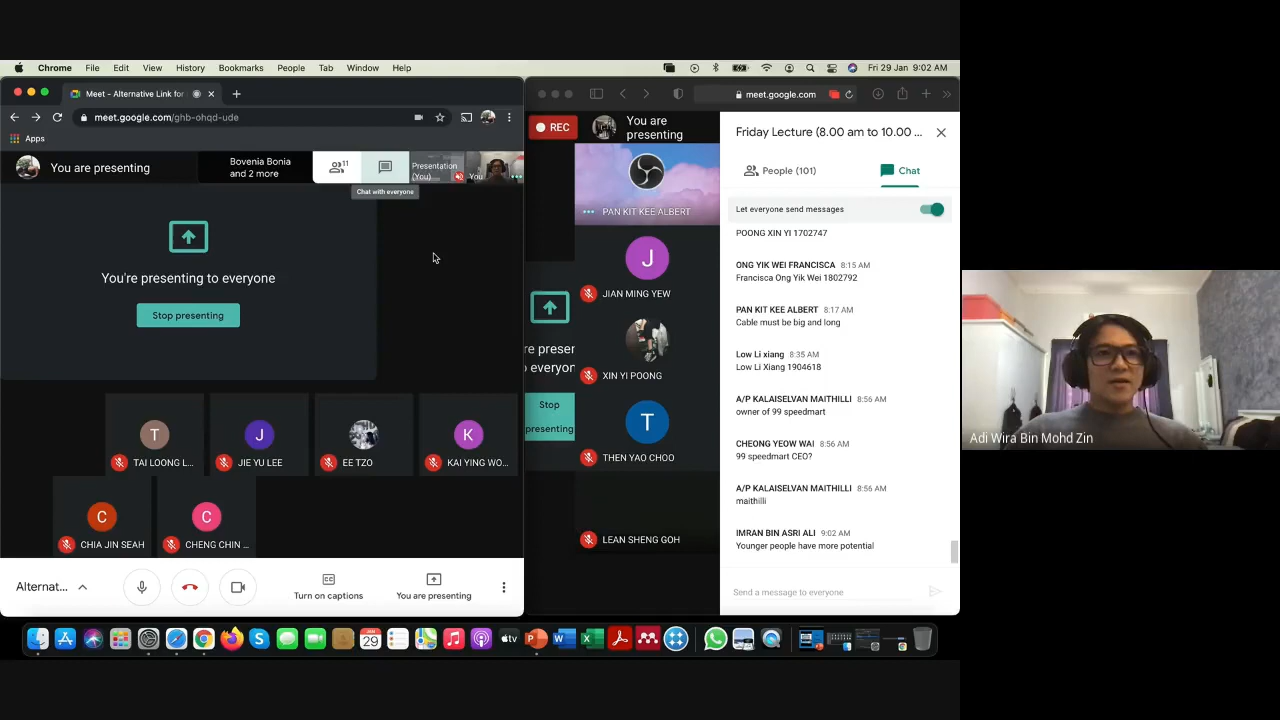 Chrome File Edit View History Bookmarks People Tab Window Help
Fri 29 Jan 9:02 AM
Meet - Alternative Link for
meet.google.com/ghb-ohqd-ude
Apps
You are presenting
Bovenia Bonia
and 2 more
11
Presentation
(You)
You
Chat with everyone
You're presenting to everyone
Stop presenting
T
TAI LOONG L...
J
JIE YU LEE
EE TZO
K
KAI YING WO...
C
CHIA JIN SEAH
C
CHENG CHIN ...
Alternat...
Turn on captions
You are presenting
meet.google.com
REC
You are
presenting
PAN KIT KEE ALBERT
J
JIAN MING YEW
XIN YI POONG
re presen
o everyon
Stop
presenting
T
THEN YAO CHOO
LEAN SHENG GOH
Friday Lecture (8.00 am to 10.00 ...
People (101)
Chat
Let everyone send messages
POONG XIN YI 1702747
ONG YIK WEI FRANCISCA 8:15 AM
Francisca Ong Yik Wei 1802792
PAN KIT KEE ALBERT 8:17 AM
Cable must be big and long
Low Li xiang 8:35 AM
Low Li Xiang 1904618
A/P KALAISELVAN MAITHILLI 8:56 AM
owner of 99 speedmart
CHEONG YEOW WAI 8:56 AM
99 speedmart CEO?
A/P KALAISELVAN MAITHILLI 8:56 AM
maithilli
IMRAN BIN ASRI ALI 9:02 AM
Younger people have more potential
Send a message to everyone
Adi Wira Bin Mohd Zin
JAN
29
tv